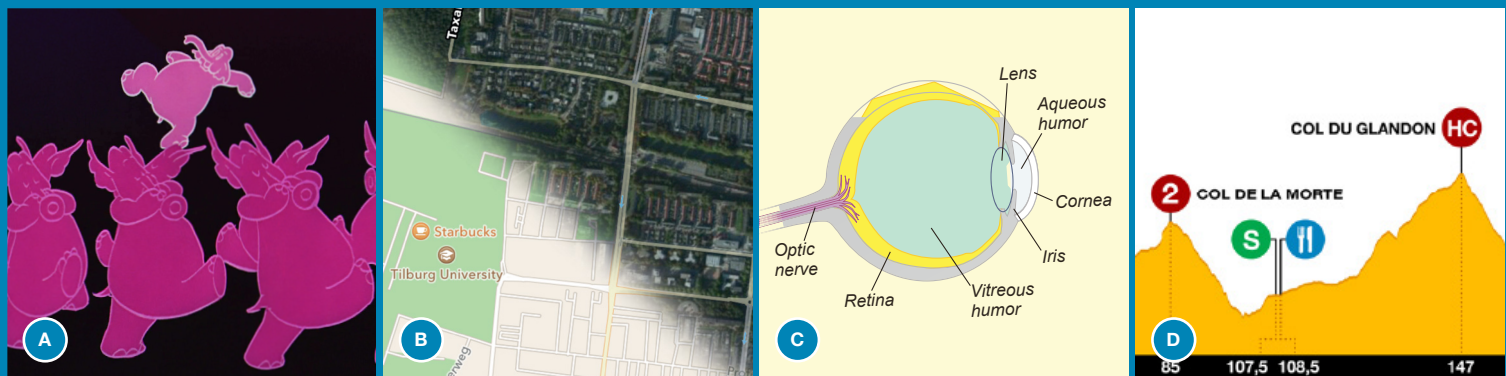 A
Taxa
Starbucks
Tilburg University
erweg
B
Lens
Aqueous
humor
Cornea
Iris
Optic
nerve
Retina
Vitreous
humor
C
COL DU GLANDON HC
2 COL DE LA MORTE
S
D
85
107,5
108,5
147